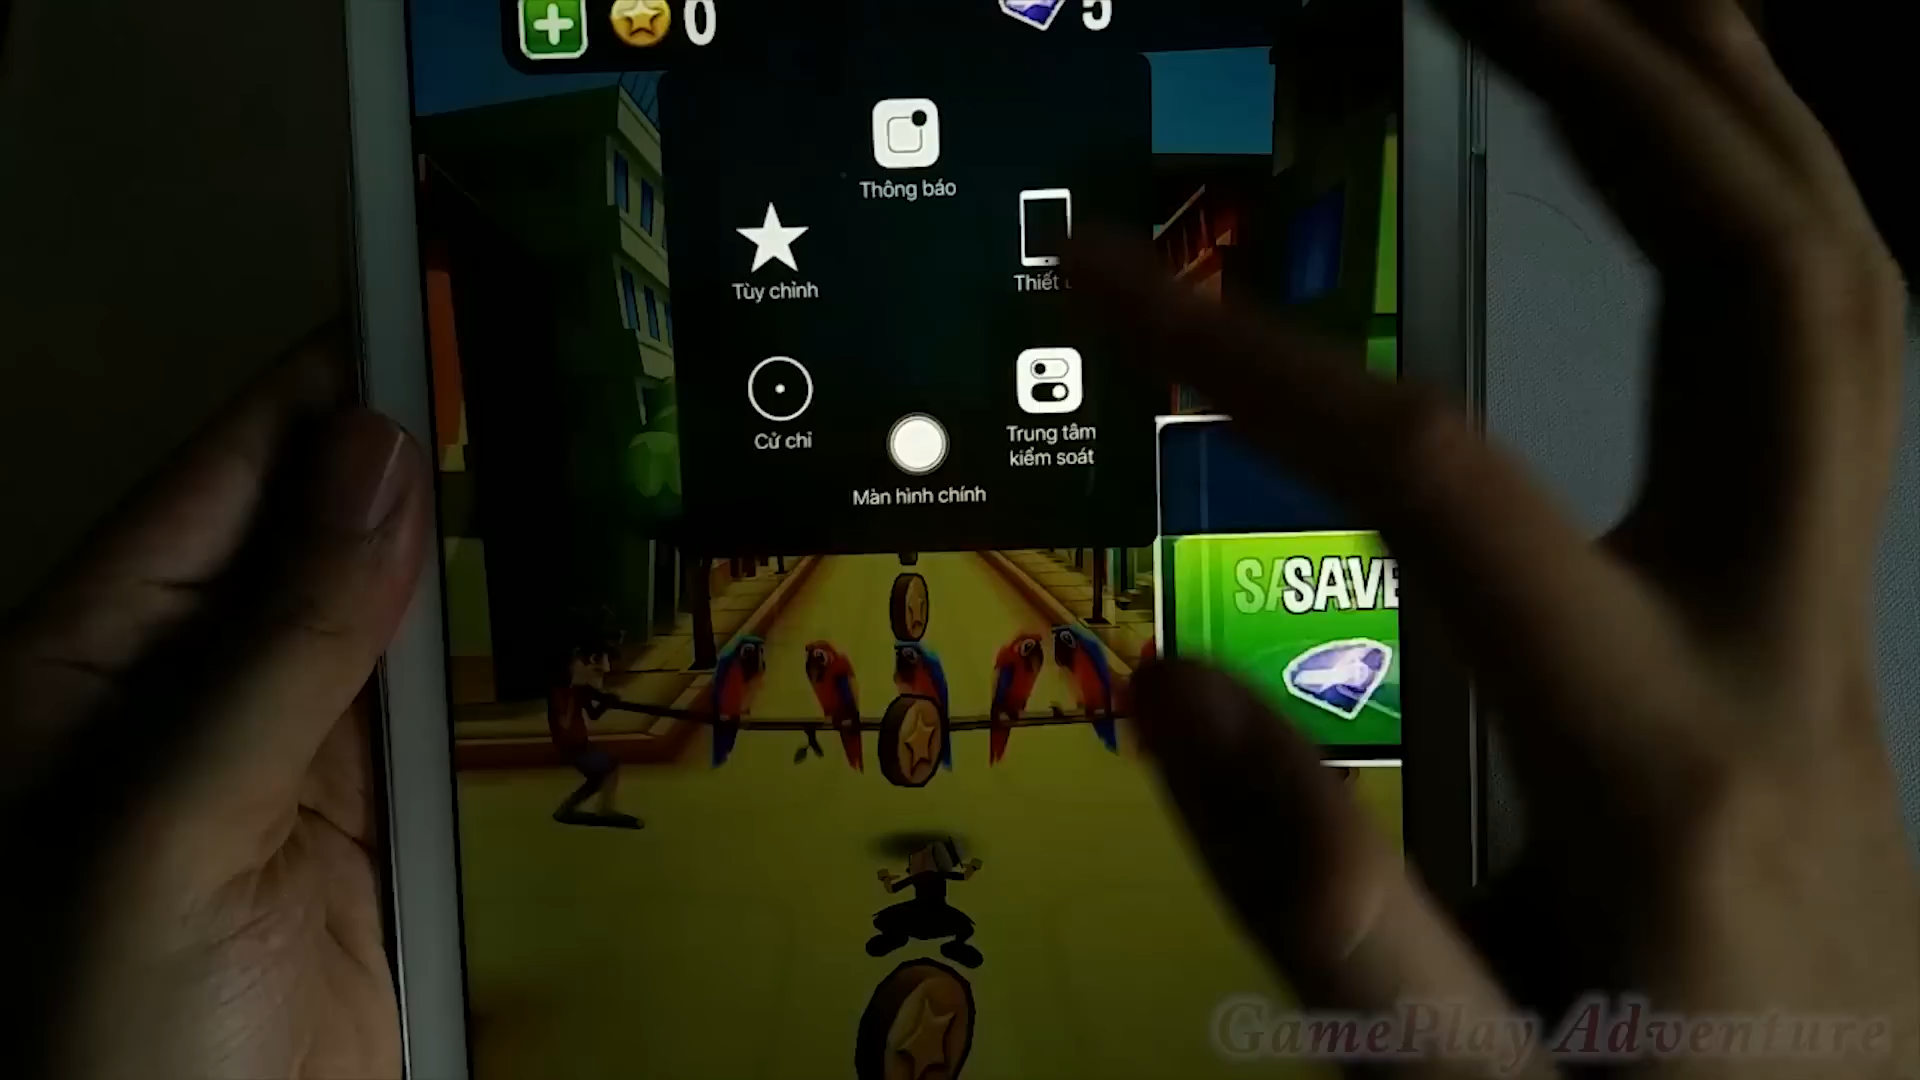 0
5
Thông báo
Tùy chỉnh
Thiết
Cử chỉ
Trung tâm
kiểm soát
Màn hình chính
SAVE
GamePlay Adventure